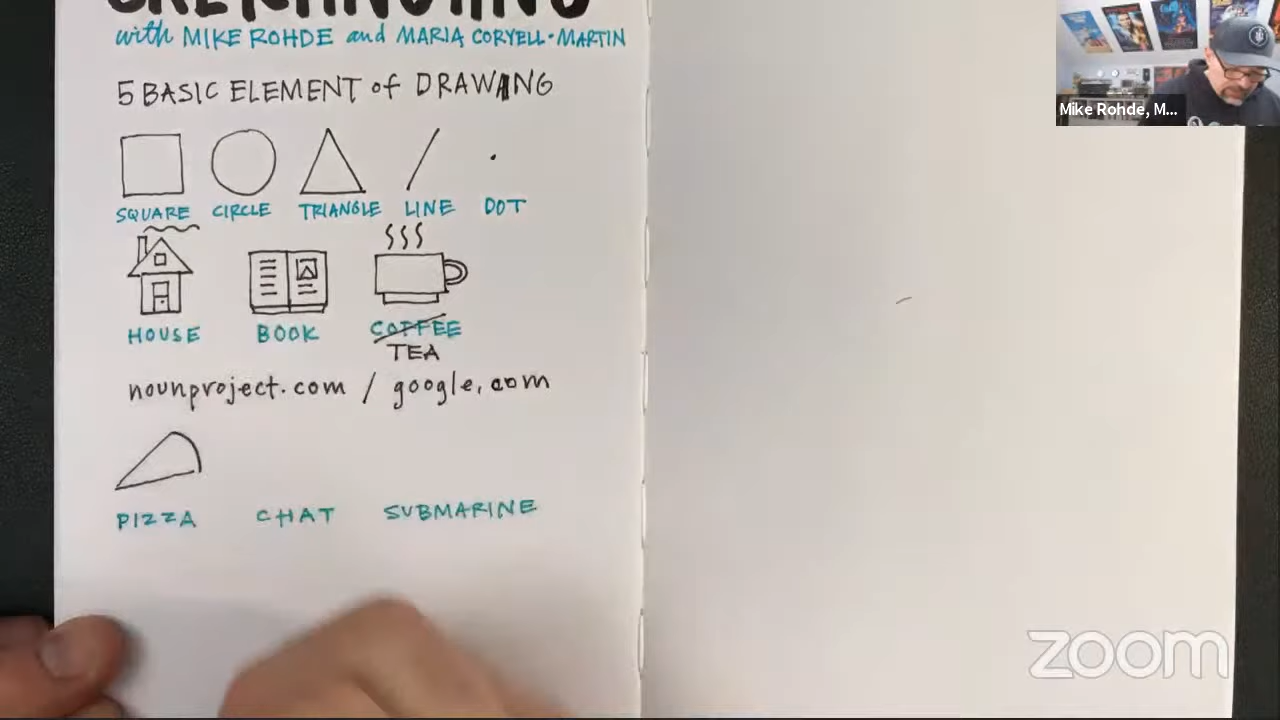 with MIKE ROHDE and MARIA CORYELL-MARTIN
5 BASIC ELEMENT of DRAWING
SQUARE CIRCLE TRIANGLE LINE DOT
HOUSE BOOK COFFEE
TEA
nounproject.com / google.com
PIZZA CHAT SUBMARINE
Mike Rohde, M...
zoom